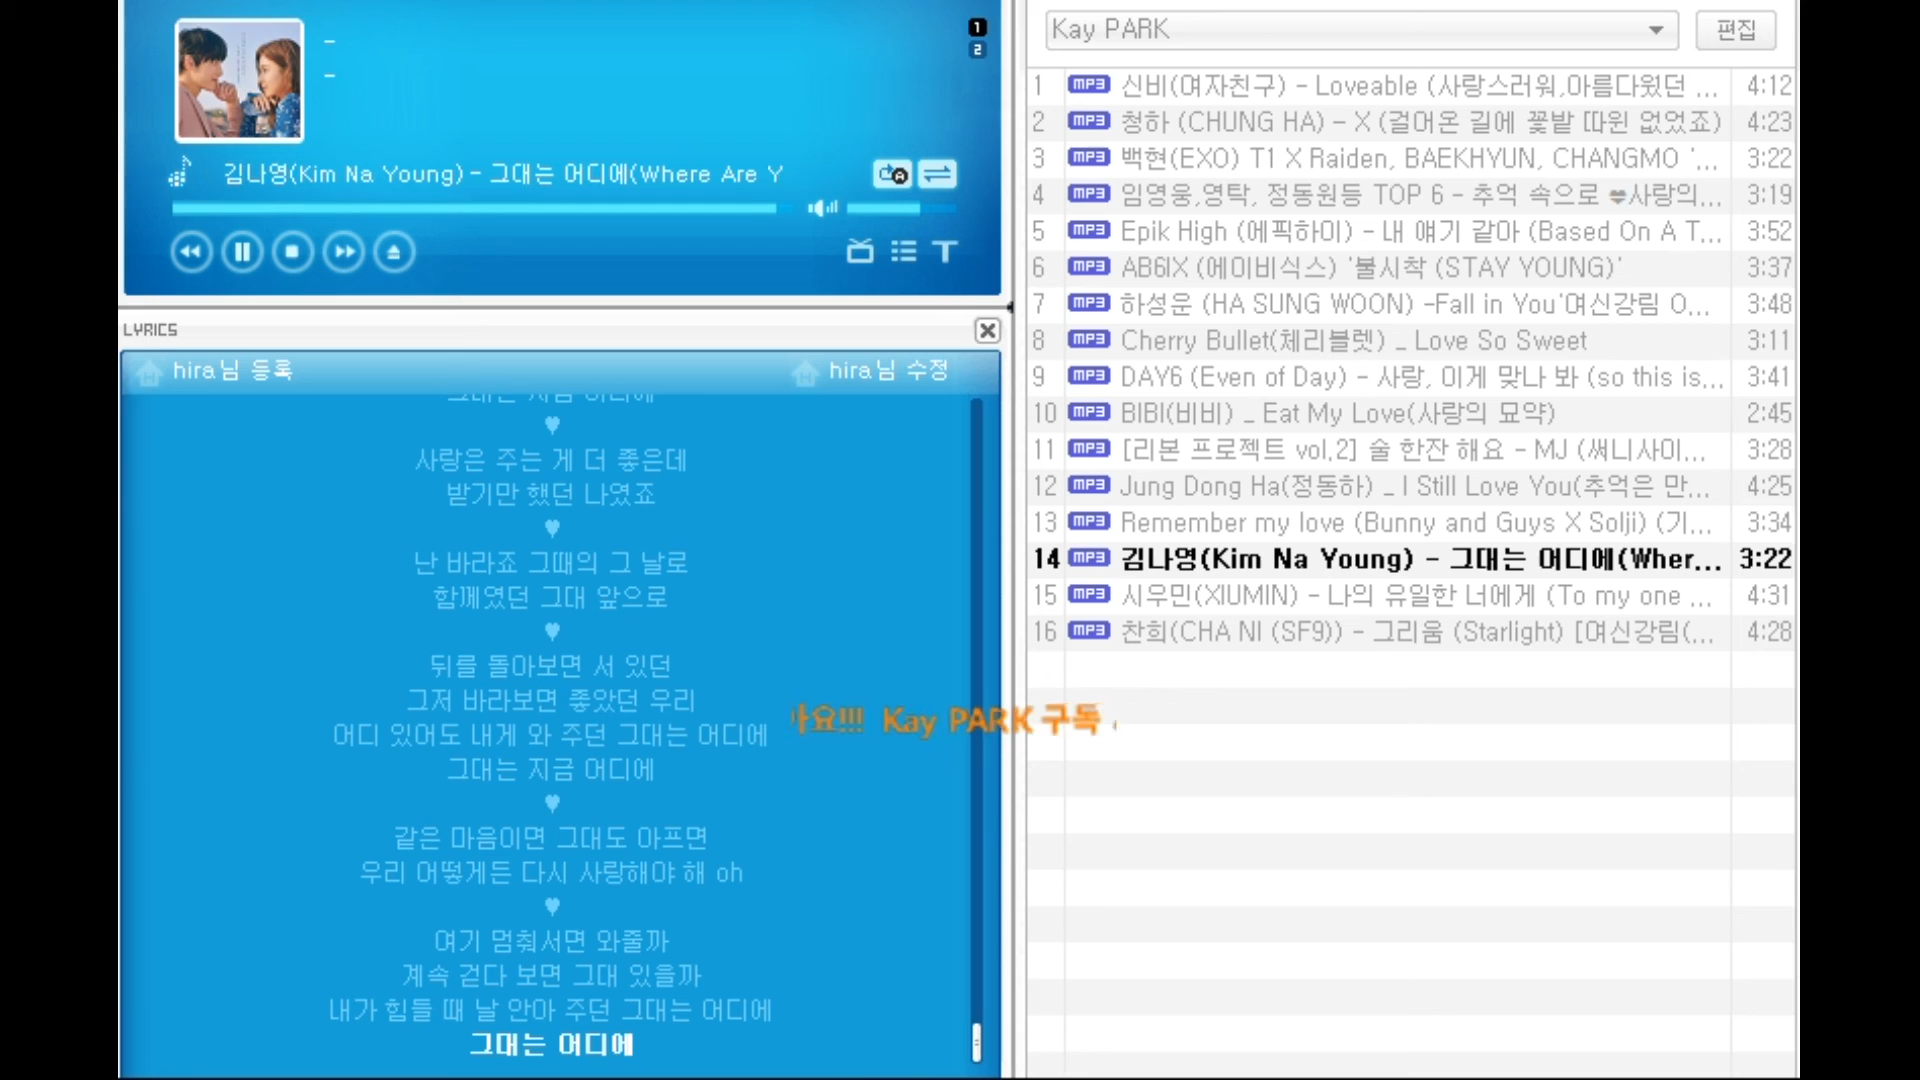 1
2
김나영(Kim Na Young) - 그대는 어디에(Where Are Y
LYRICS
hira님 등록
hira님 수정
그대는 지금 어디에
사랑은 주는 게 더 좋은데
받기만 했던 나였죠
난 바라죠 그때의 그 날로
함께였던 그대 앞으로
뒤를 돌아보면 서 있던
그저 바라보면 좋았던 우리
어디 있어도 내게 와 주던 그대는 어디에
그대는 지금 어디에
같은 마음이면 그대도 아프면
우리 어떻게든 다시 사랑해야 해 oh
여기 멈춰서면 와줄까
계속 걷다 보면 그대 있을까
내가 힘들 때 날 안아 주던 그대는 어디에
그대는 어디에
Kay PARK
편집
1 MP3 신비(여자친구) - Loveable (사랑스러워,아름다웠던 ... 4:12
2 MP3 청하 (CHUNG HA) - X (걸어온 길에 꽃밭 따윈 없었죠) 4:23
3 MP3 백현(EXO) T1 X Raiden, BAEKHYUN, CHANGMO '... 3:22
4 MP3 임영웅,영탁, 정동원등 TOP 6 - 추억 속으로 ❤사랑의... 3:19
5 MP3 Epik High (에픽하이) - 내 얘기 같아 (Based On A T... 3:52
6 MP3 AB6IX (에이비식스) '불시착 (STAY YOUNG)' 3:37
7 MP3 하성운 (HA SUNG WOON) -Fall in You'여신강림 O... 3:48
8 MP3 Cherry Bullet(체리블렛) _ Love So Sweet 3:11
9 MP3 DAY6 (Even of Day) - 사랑, 이게 맞나 봐 (so this is... 3:41
10 MP3 BIBI(비비) _ Eat My Love(사랑의 묘약) 2:45
11 MP3 [리본 프로젝트 vol.2] 술 한잔 해요 - MJ (써니사이... 3:28
12 MP3 Jung Dong Ha(정동하) _ I Still Love You(추억은 만... 4:25
13 MP3 Remember my love (Bunny and Guys X Solji) (기... 3:34
14 MP3 김나영(Kim Na Young) - 그대는 어디에(Wher... 3:22
15 MP3 시우민(XIUMIN) - 나의 유일한 너에게 (To my one ... 4:31
16 MP3 찬희(CHA NI (SF9)) - 그리움 (Starlight) [여신강림(... 4:28
요!!! Kay PARK 구독